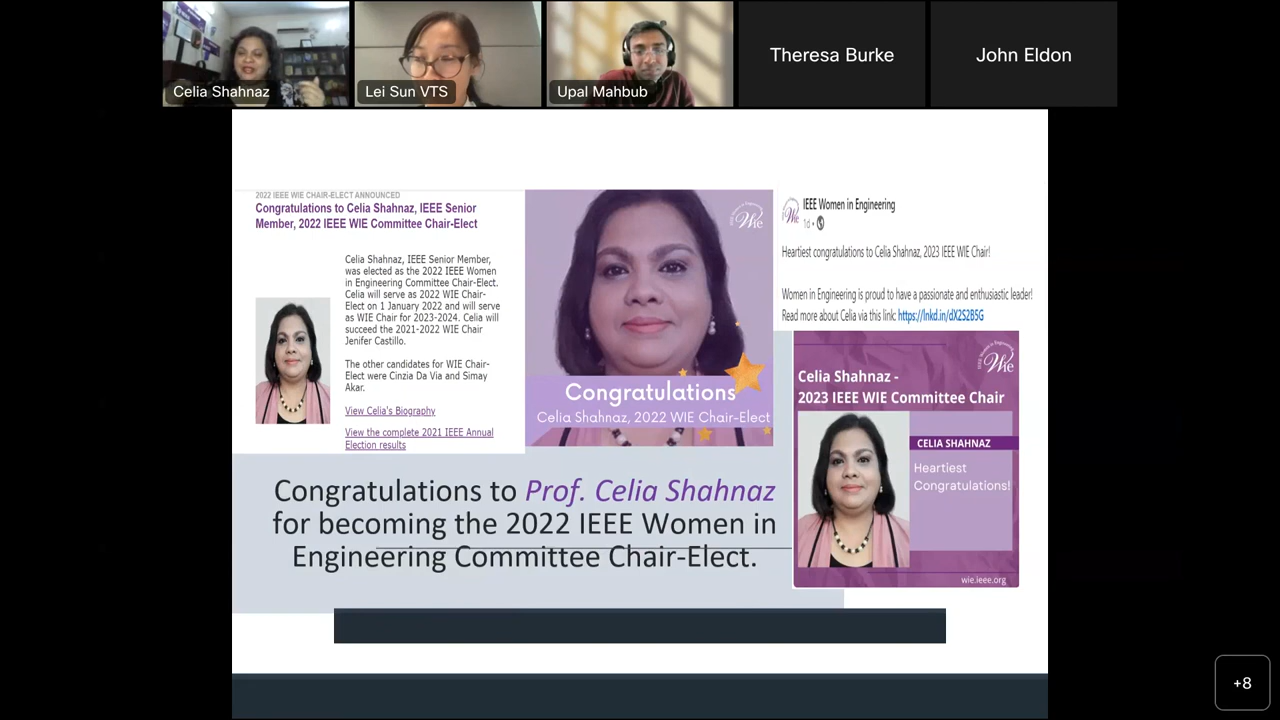 Celia Shahnaz
Lei Sun VTS
Upal Mahbub
Theresa Burke
John Eldon
2022 IEEE WIE CHAIR-ELECT ANNOUNCED
Congratulations to Celia Shahnaz, IEEE Senior
Member, 2022 IEEE WIE Committee Chair-Elect
Celia Shahnaz, IEEE Senior Member,
was elected as the 2022 IEEE Women
in Engineering Committee Chair-Elect.
Celia will serve as 2022 WIE Chair-
Elect on 1 January 2022 and will serve
as WIE Chair for 2023-2024. Celia will
succeed the 2021-2022 WIE Chair
Jenifer Castillo.
The other candidates for WIE Chair-
Elect were Cinzia Da Via and Simay
Akar.
View Celia's Biography
View the complete 2021 IEEE Annual
Election results
Wie
Congratulations
Celia Shahnaz, 2022 WIE Chair-Elect
IEEE Women in Engineering
1d •
Heartiest congratulations to Celia Shahnaz, 2023 IEEE WIE Chair!
Women in Engineering is proud to have a passionate and enthusiastic leader!
Read more about Celia via this link: https://lnkd.in/dX2S2B5G
Wie
Celia Shahnaz -
2023 IEEE WIE Committee Chair
CELIA SHAHNAZ
Heartiest
Congratulations!
wie.ieee.org
Congratulations to Prof. Celia Shahnaz
for becoming the 2022 IEEE Women in
Engineering Committee Chair-Elect.
+8